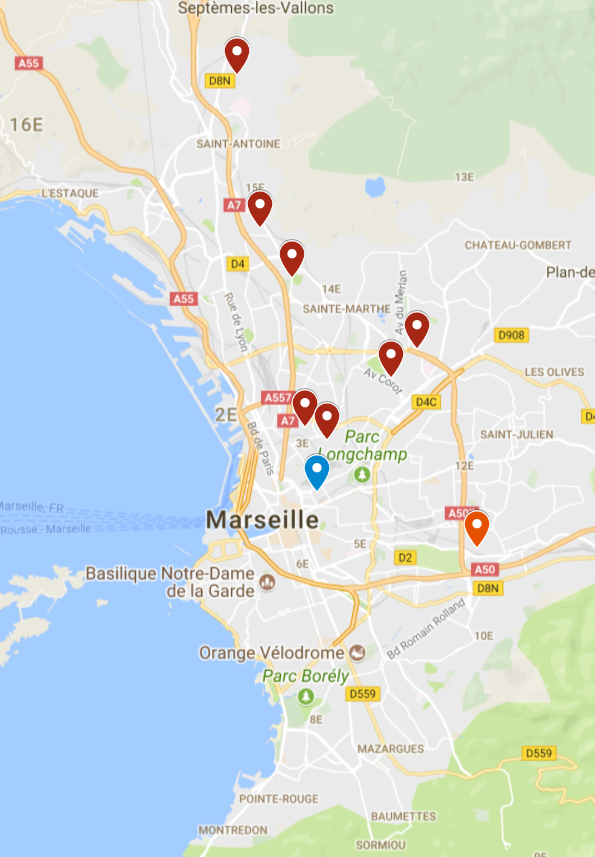 Septèmes-les-Vallons
A55
D8N
16E
SAINT-ANTOINE
13E
15E
L'ESTAQUE
A7
CHATEAU-GOMBERT
D4
Plan-de
14E
A55
SAINTE-MARTHE
Av du Merlan
Rue de Lyon
D908
Av Corot
LES OLIVES
A557
D4C
2E
A7
D4
Bd de Paris
3E
Parc
Longchamp
SAINT-JULIEN
12E
Marseille, FR
Marseille
A50
Rousse - Marseille
5E
D2
6E
A50
Basilique Notre-Dame
de la Garde
D8N
Bd Romain Rolland
10E
Orange Vélodrome
Parc Borély
D559
8E
MAZARGUES
D559
POINTE-ROUGE
BAUMETTES
MONTREDON
SORMIOU
9E